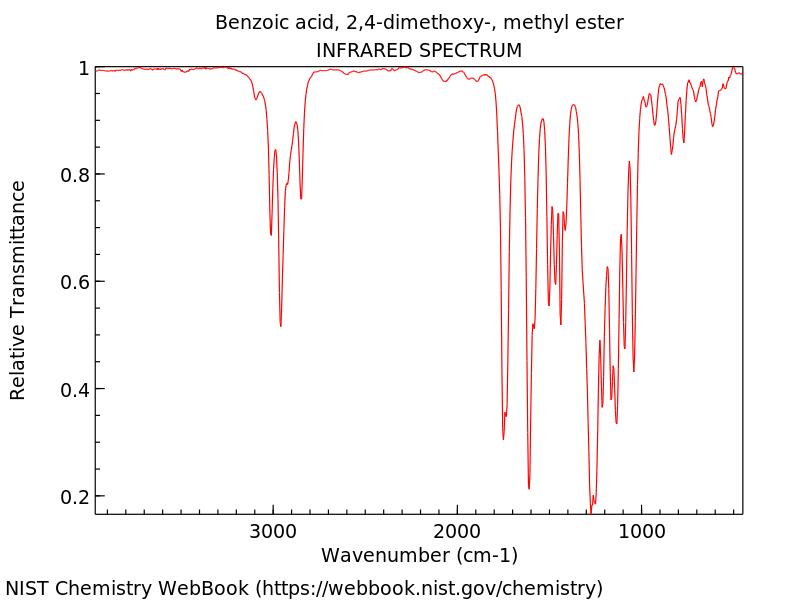 Benzoic acid, 2,4-dimethoxy-, methyl ester
INFRARED SPECTRUM
1
0.8
0.6
0.4
0.2
Relative Transmittance
3000 2000 1000
Wavenumber (cm-1)
NIST Chemistry WebBook (https://webbook.nist.gov/chemistry)